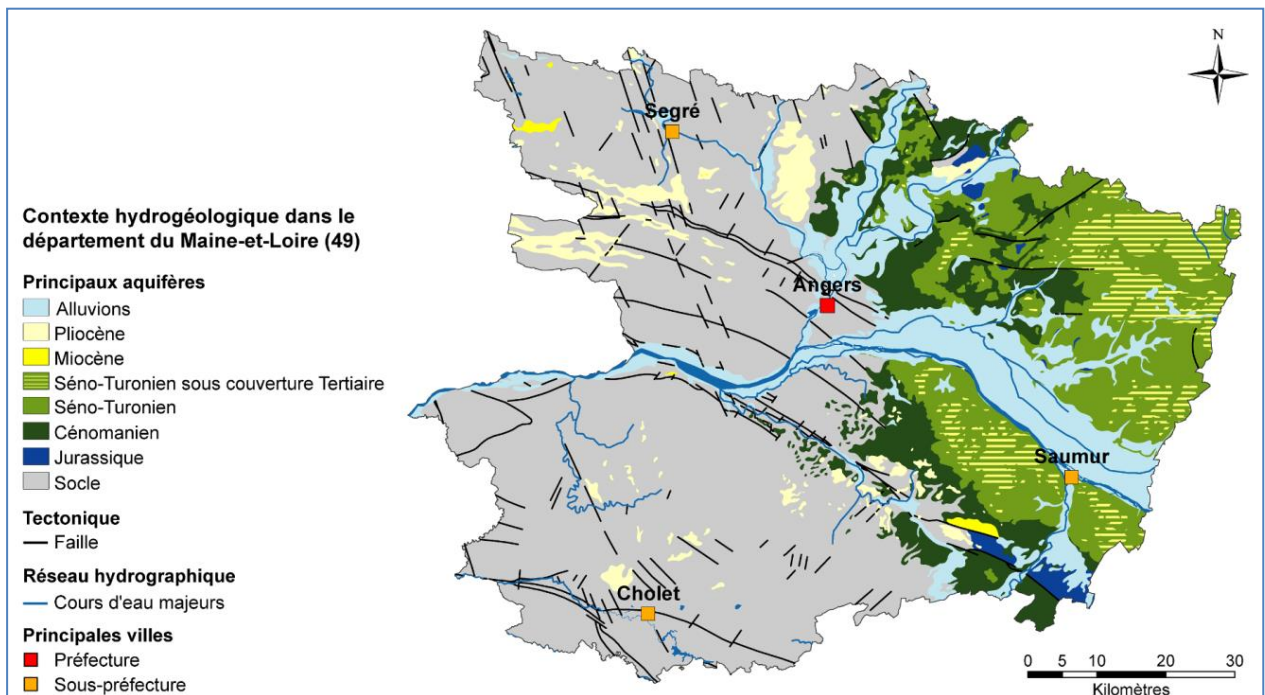 N
Segré
Contexte hydrogéologique dans le
département du Maine-et-Loire (49)
Principaux aquifères
Alluvions
Pliocène
Miocène
Séno-Turonien sous couverture Tertiaire
Séno-Turonien
Cénomanien
Jurassique
Socle
Tectonique
Faille
Réseau hydrographique
Cours d'eau majeurs
Principales villes
Préfecture
Sous-préfecture
Angers
Saumur
Cholet
0 5 10 20 30
Kilomètres